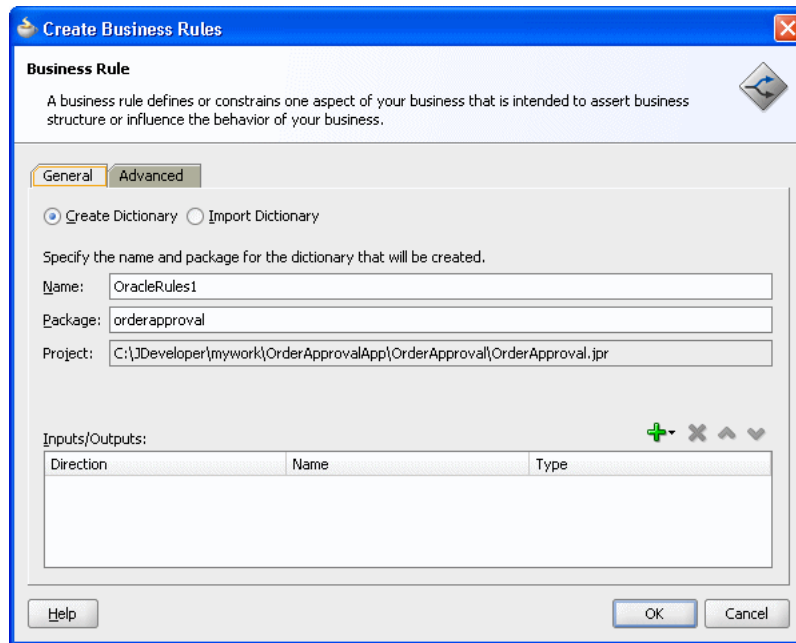 Create Business Rules
Business Rule
A business rule defines or constrains one aspect of your business that is intended to assert business
structure or influence the behavior of your business.
General Advanced
Create Dictionary Import Dictionary
Specify the name and package for the dictionary that will be created.
Name: OracleRules1
Package: orderapproval
Project: C:\JDeveloper\mywork\OrderApprovalApp\OrderApproval\OrderApproval.jpr
Inputs/Outputs:
Direction Name Type
Help OK Cancel